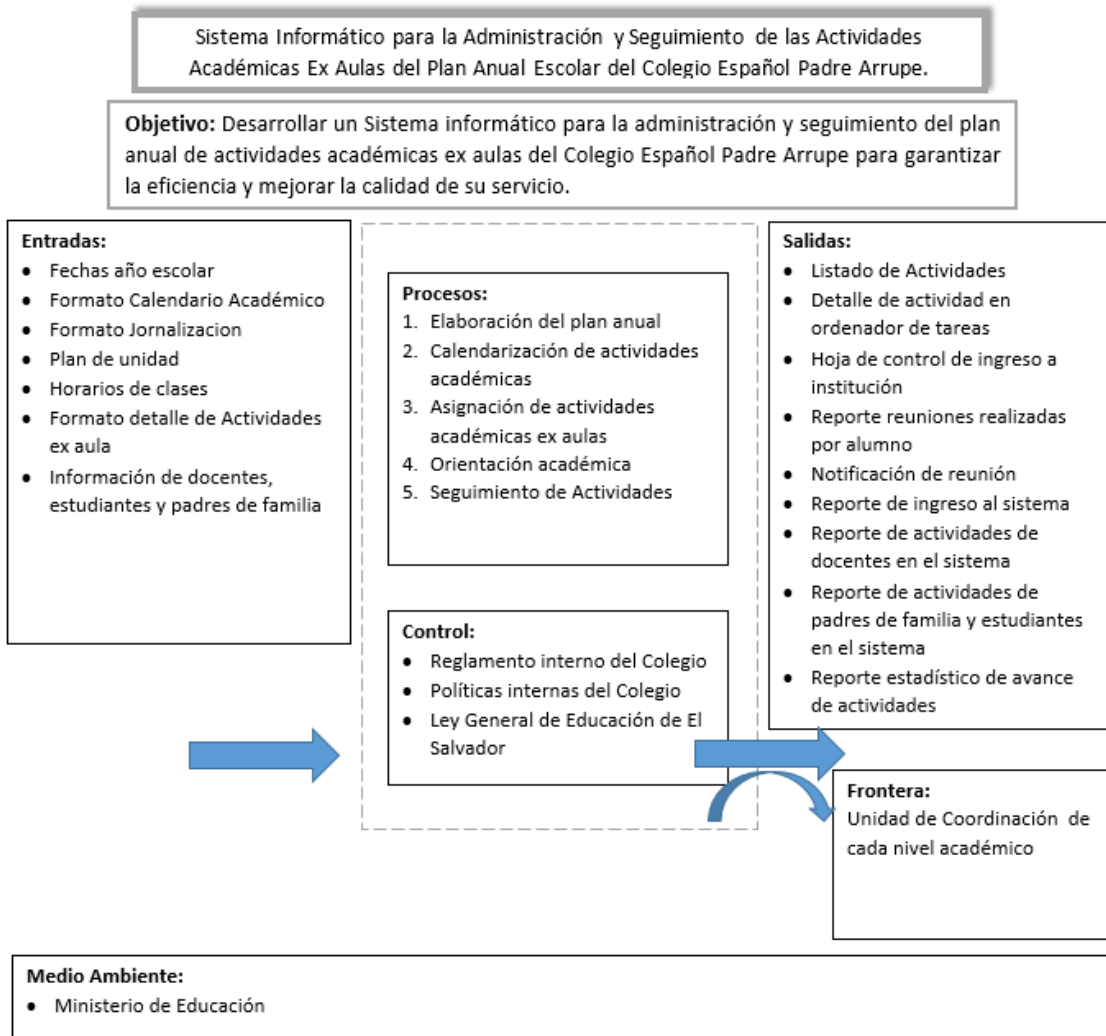 Sistema Informático para la Administración y Seguimiento de las Actividades
Académicas Ex Aulas del Plan Anual Escolar del Colegio Español Padre Arrupe.
Objetivo: Desarrollar un Sistema informático para la administración y seguimiento del plan
anual de actividades académicas ex aulas del Colegio Español Padre Arrupe para garantizar
la eficiencia y mejorar la calidad de su servicio.
Entradas:
• Fechas año escolar
• Formato Calendario Académico
• Formato Jornalizacion
• Plan de unidad
• Horarios de clases
• Formato detalle de Actividades
ex aula
• Información de docentes,
estudiantes y padres de familia
Procesos:
1. Elaboración del plan anual
2. Calendarización de actividades
académicas
3. Asignación de actividades
académicas ex aulas
4. Orientación académica
5. Seguimiento de Actividades
Control:
• Reglamento interno del Colegio
• Políticas internas del Colegio
• Ley General de Educación de El
Salvador
Salidas:
• Listado de Actividades
• Detalle de actividad en
ordenador de tareas
• Hoja de control de ingreso a
institución
• Reporte reuniones realizadas
por alumno
• Notificación de reunión
• Reporte de ingreso al sistema
• Reporte de actividades de
docentes en el sistema
• Reporte de actividades de
padres de familia y estudiantes
en el sistema
• Reporte estadístico de avance
de actividades
Frontera:
Unidad de Coordinación de
cada nivel académico
Medio Ambiente:
• Ministerio de Educación